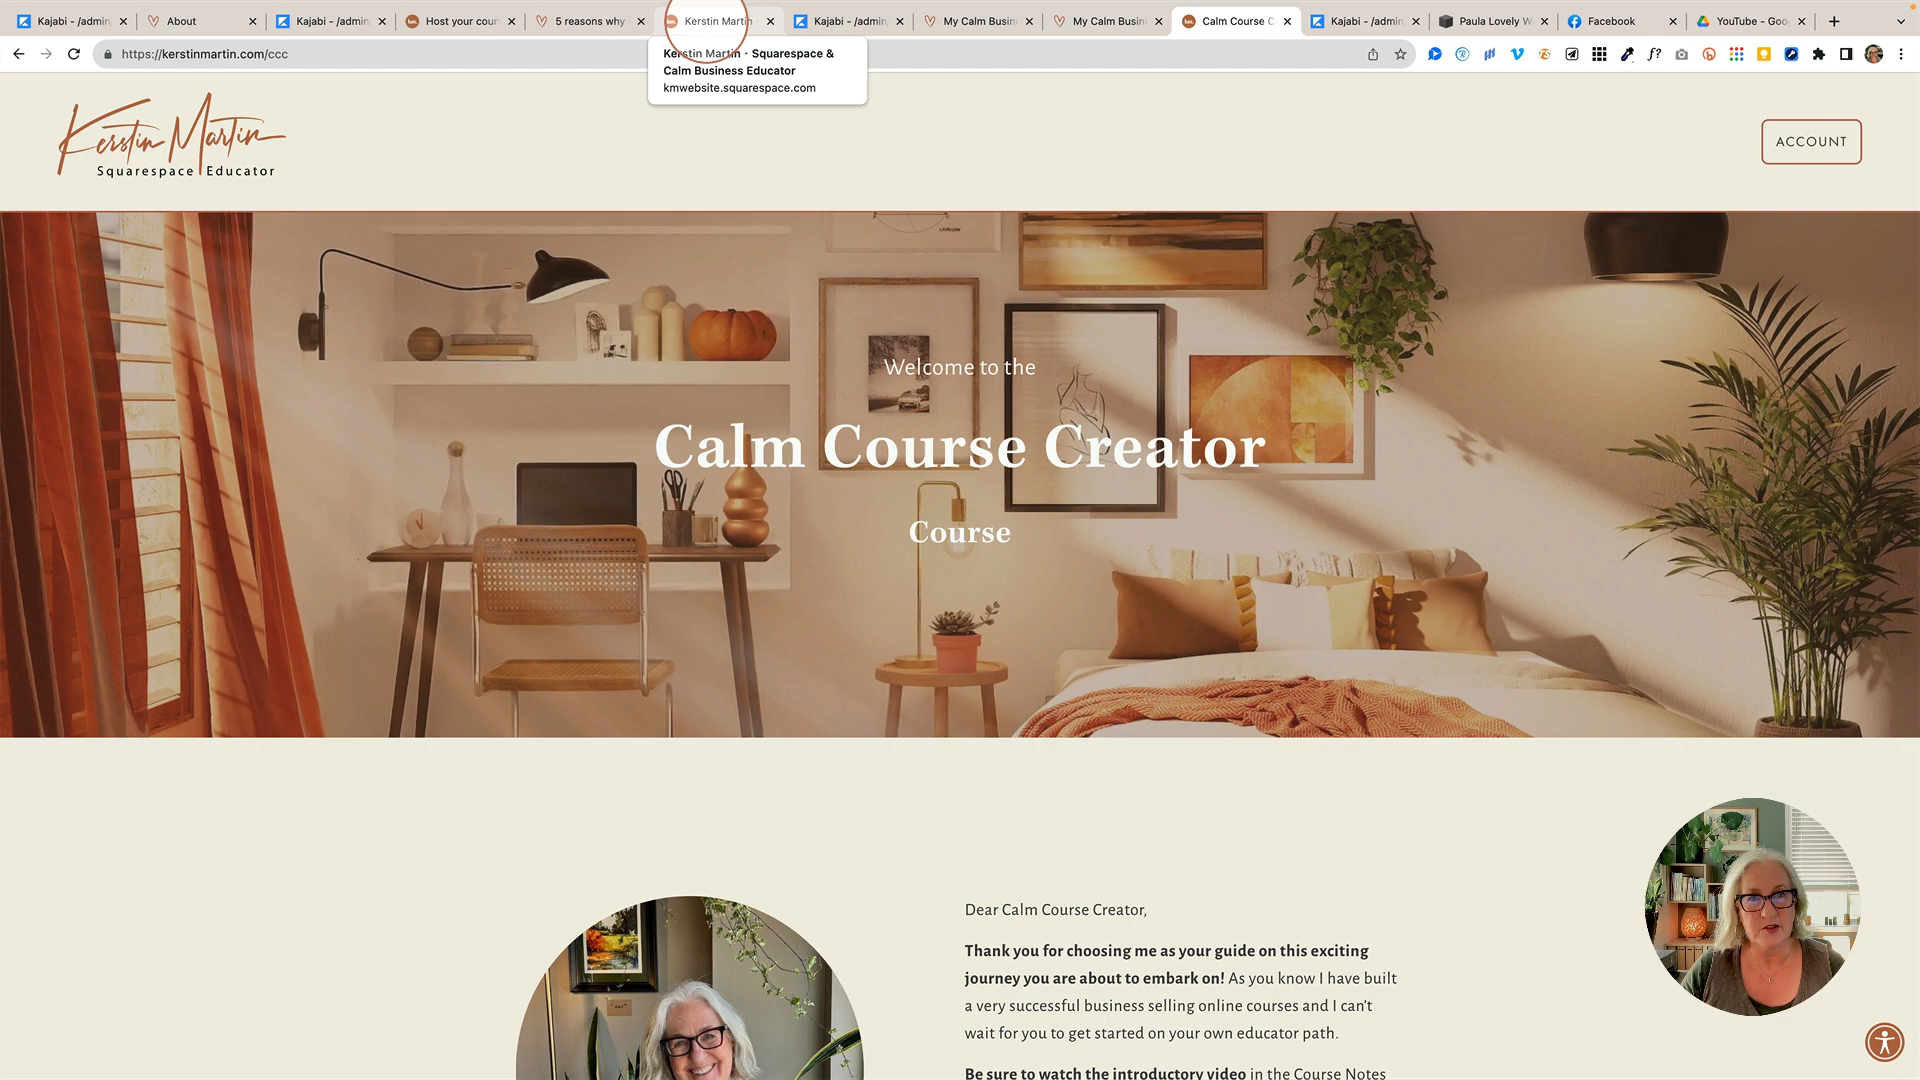 Kajabi - /admin
About
Kajabi - /admin
Host your cour
5 reasons why
Kerstin Martin
Kajabi - /admin
My Calm Busin
My Calm Busin
Calm Course C
Kajabi - /admin
Paula Lovely W
Facebook
YouTube - Goo
https://kerstinmartin.com/ccc
Kerstin Martin · Squarespace &
Calm Business Educator
kmwebsite.squarespace.com
Kerstin Martin
Squarespace Educator
ACCOUNT
Welcome to the
Calm Course Creator
Course
Dear Calm Course Creator,
Thank you for choosing me as your guide on this exciting
journey you are about to embark on! As you know I have built
a very successful business selling online courses and I can't
wait for you to get started on your own educator path.
Be sure to watch the introductory video in the Course Notes